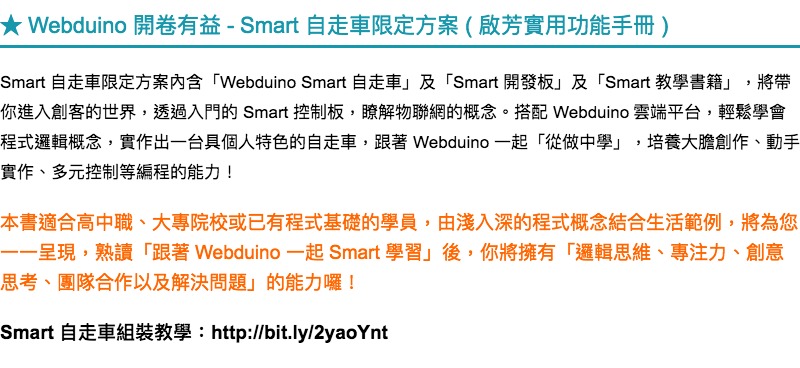 ★ Webduino 開卷有益 - Smart 自走車限定方案 ( 啟芳實用功能手冊 )
Smart 自走車限定方案內含「Webduino Smart 自走車」及「Smart 開發板」及「Smart 教學書籍」，將帶
你進入創客的世界，透過入門的 Smart 控制板，瞭解物聯網的概念。搭配 Webduino 雲端平台，輕鬆學會
程式邏輯概念，實作出一台具個人特色的自走車，跟著 Webduino 一起「從做中學」，培養大膽創作、動手
實作、多元控制等編程的能力！
本書適合高中職、大專院校或已有程式基礎的學員，由淺入深的程式概念結合生活範例，將為您
一一呈現，熟讀「跟著 Webduino 一起 Smart 學習」後，你將擁有「邏輯思維、專注力、創意
思考、團隊合作以及解決問題」的能力囉！
Smart 自走車組裝教學：http://bit.ly/2yaoYnt